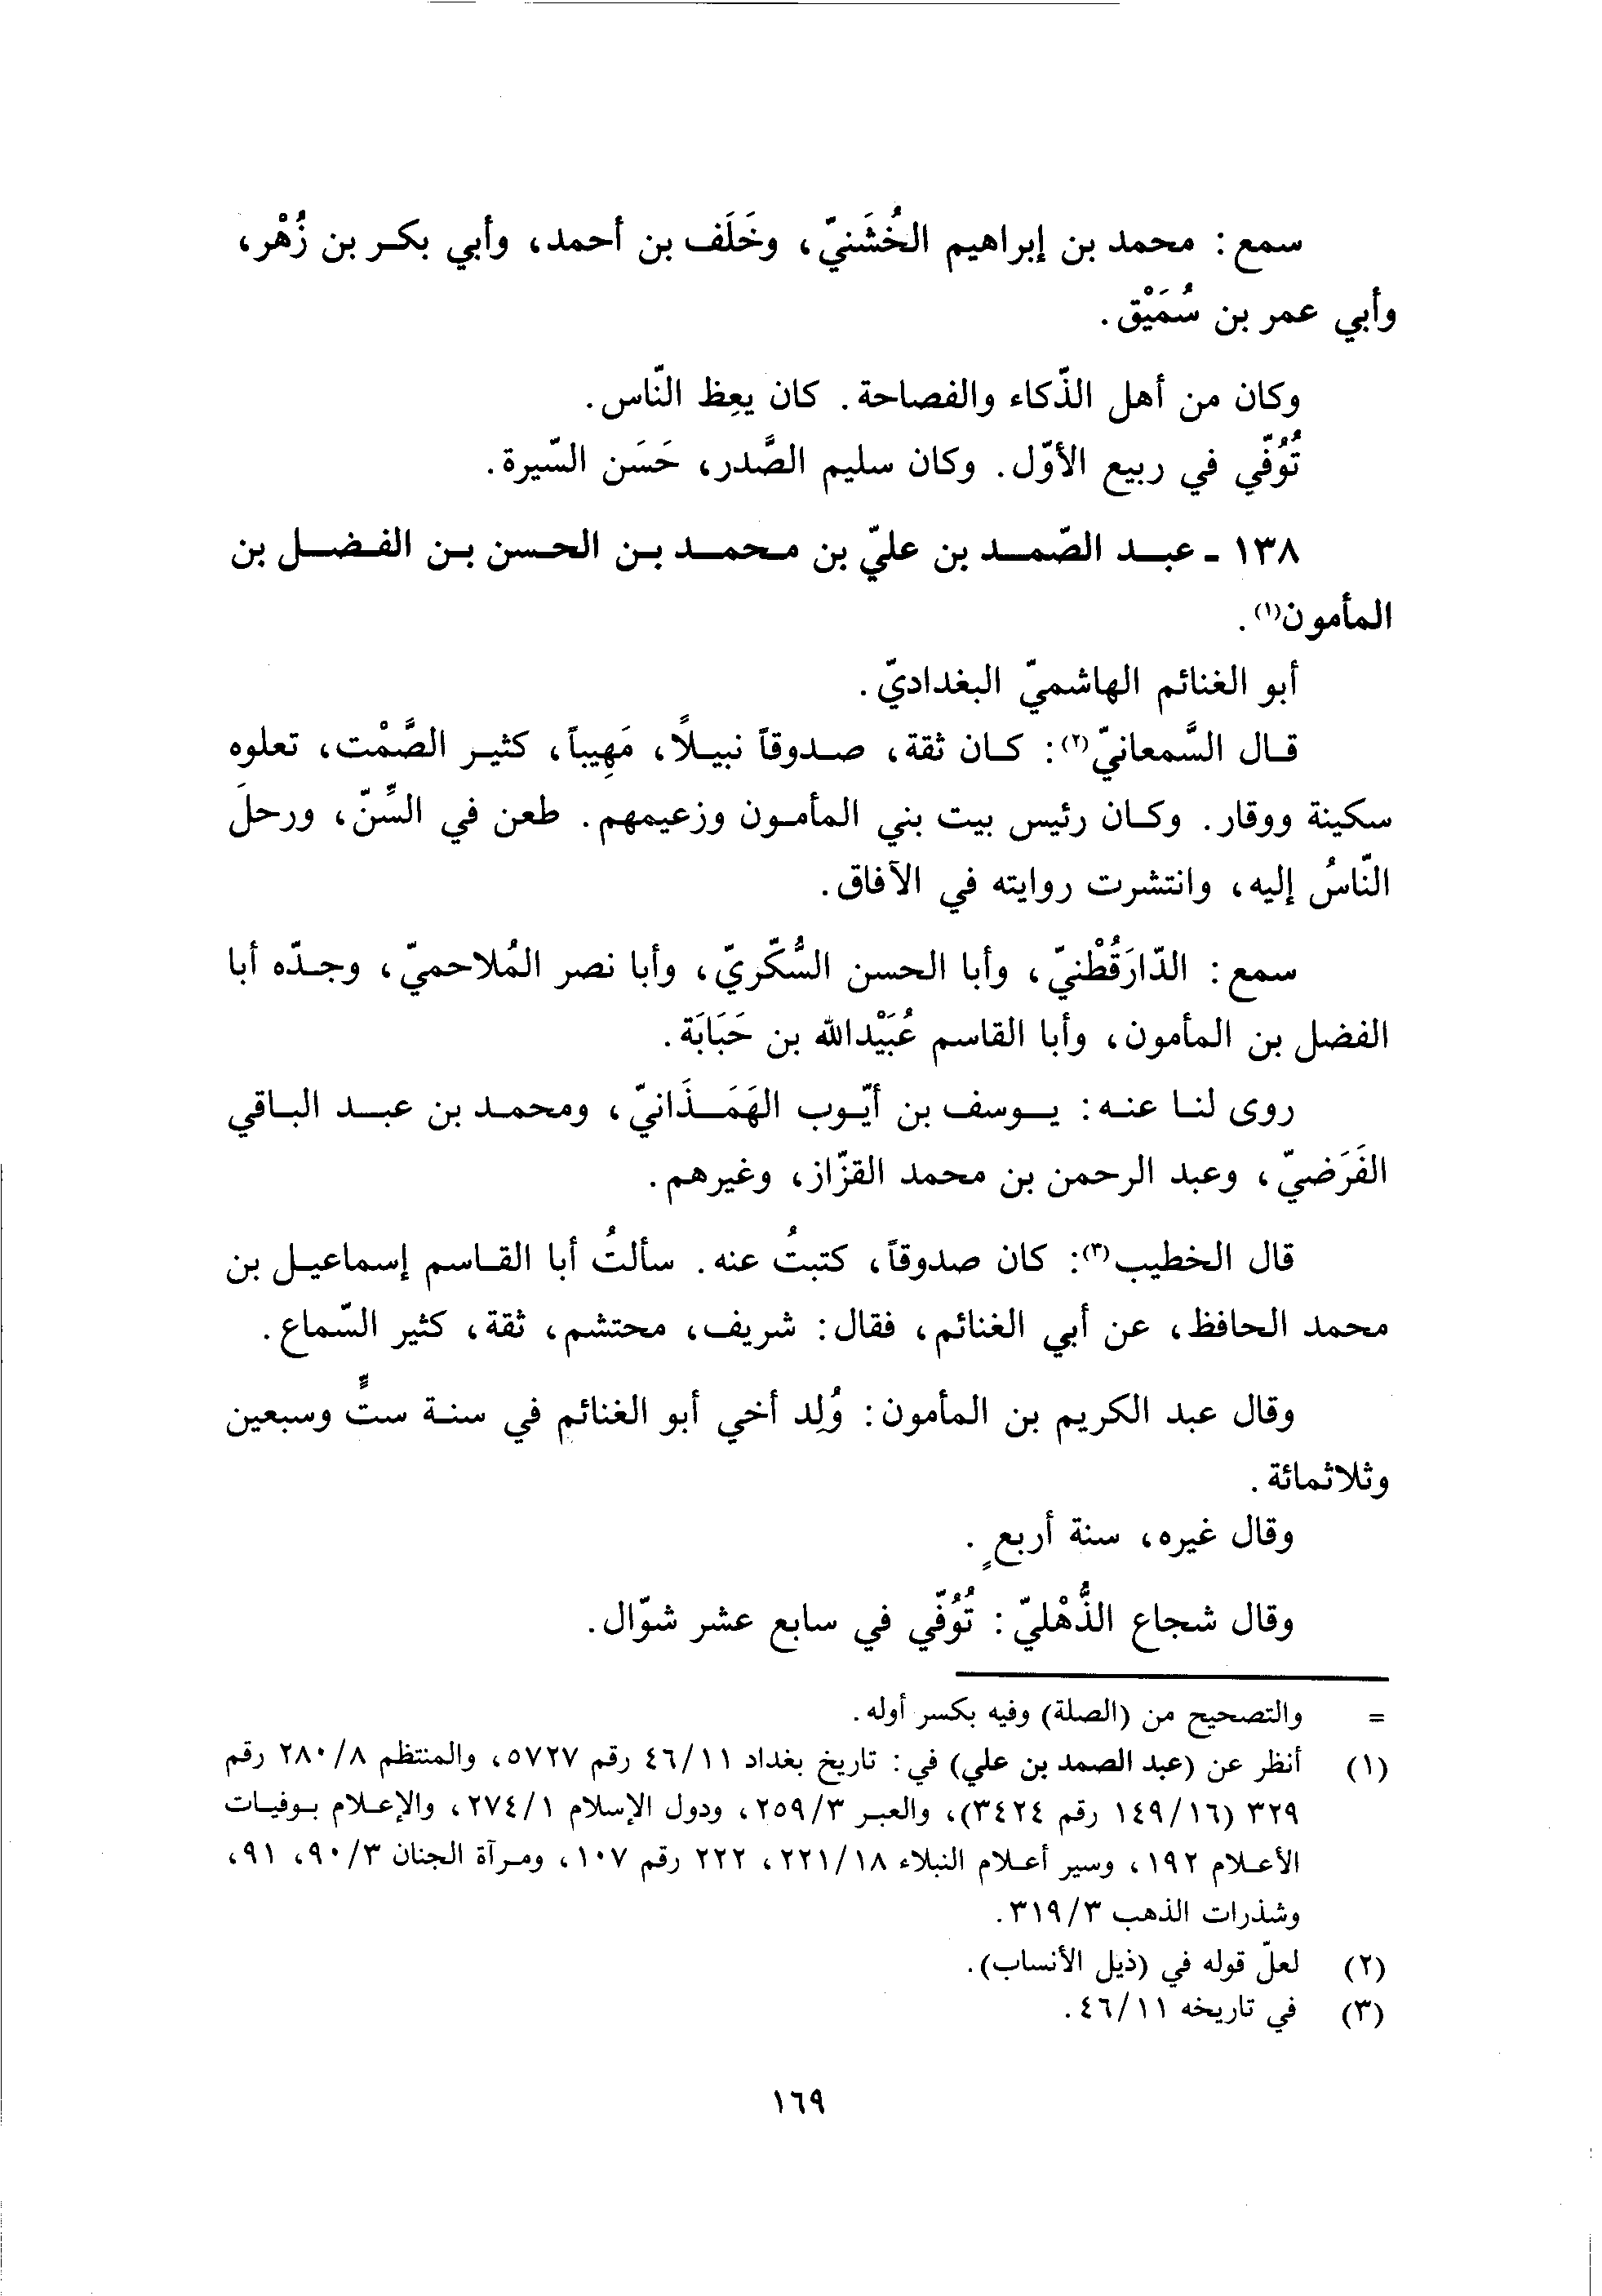 سمع: محمد بن إبراهيم الخُشَنيّ، وخَلَف بن أحمد، وأبي بكر بن زُهْر،
وأبي عمر بن سُمَيْق.
وكان من أهل الذّكاء والفصاحة. كان يعِظ النّاس.
تُوُفّي في ربيع الأوّل. وكان سليم الصَّدر، حَسَن السّيرة.
١٣٨ - عبد الصّمد بن عليّ بن محمد بن الحسن بن الفضل بن
المأمون(١).
أبو الغنائم الهاشميّ البغداديّ.
قال السَّمعانيّ(٢): كان ثقة، صدوقاً نبيلاً، مَهِيباً، كثير الصَّمْت، تعلوه
سكينة ووقار. وكان رئيس بيت بني المأمون وزعيمهم. طعن في السِّنّ، ورحلَ
النّاسُ إليه، وانتشرت روايته في الآفاق.
سمع: الدّارَقُطْنيّ، وأبا الحسن السُّكّريّ، وأبا نصر المُلاحميّ، وجدّه أبا
الفضل بن المأمون، وأبا القاسم عُبَيْدالله بن حَبَابَة.
روى لنا عنه: يوسف بن أيّوب الهَمَذَانيّ، ومحمد بن عبد الباقي
الفَرَضيّ، وعبد الرحمن بن محمد القزّاز، وغيرهم.
قال الخطيب(٣): كان صدوقاً، كتبتُ عنه. سألتُ أبا القاسم إسماعيل بن
محمد الحافظ، عن أبي الغنائم، فقال: شريف، محتشم، ثقة، كثير السّماع.
وقال عبد الكريم بن المأمون: وُلِد أخي أبو الغنائم في سنة ستٍّ وسبعين
وثلاثمائة.
وقال غيره، سنة أربعٍ.
وقال شجاع الذُّهْليّ: تُوُفّي في سابع عشر شوّال.
= والتصحيح من (الصلة) وفيه بكسر أوله.
(١) أنظر عن (عبد الصمد بن علي) في: تاريخ بغداد ٤٦/١١ رقم ٥٧٢٧، والمنتظم ٢٨٠/٨ رقم
٣٢٩ (١٤٩/١٦ رقم ٣٤٢٤)، والعبر ٢٥٩/٣، ودول الإسلام ٢٧٤/١، والإعلام بوفيات
الأعلام ١٩٢، وسير أعلام النبلاء ٢٢١/١٨، ٢٢٢ رقم ١٠٧، ومرآة الجنان ٩٠/٣، ٩١،
وشذرات الذهب ٣١٩/٣.
(٢) لعلّ قوله في (ذيل الأنساب).
(٣) في تاريخه ٤٦/١١.
١٦٩